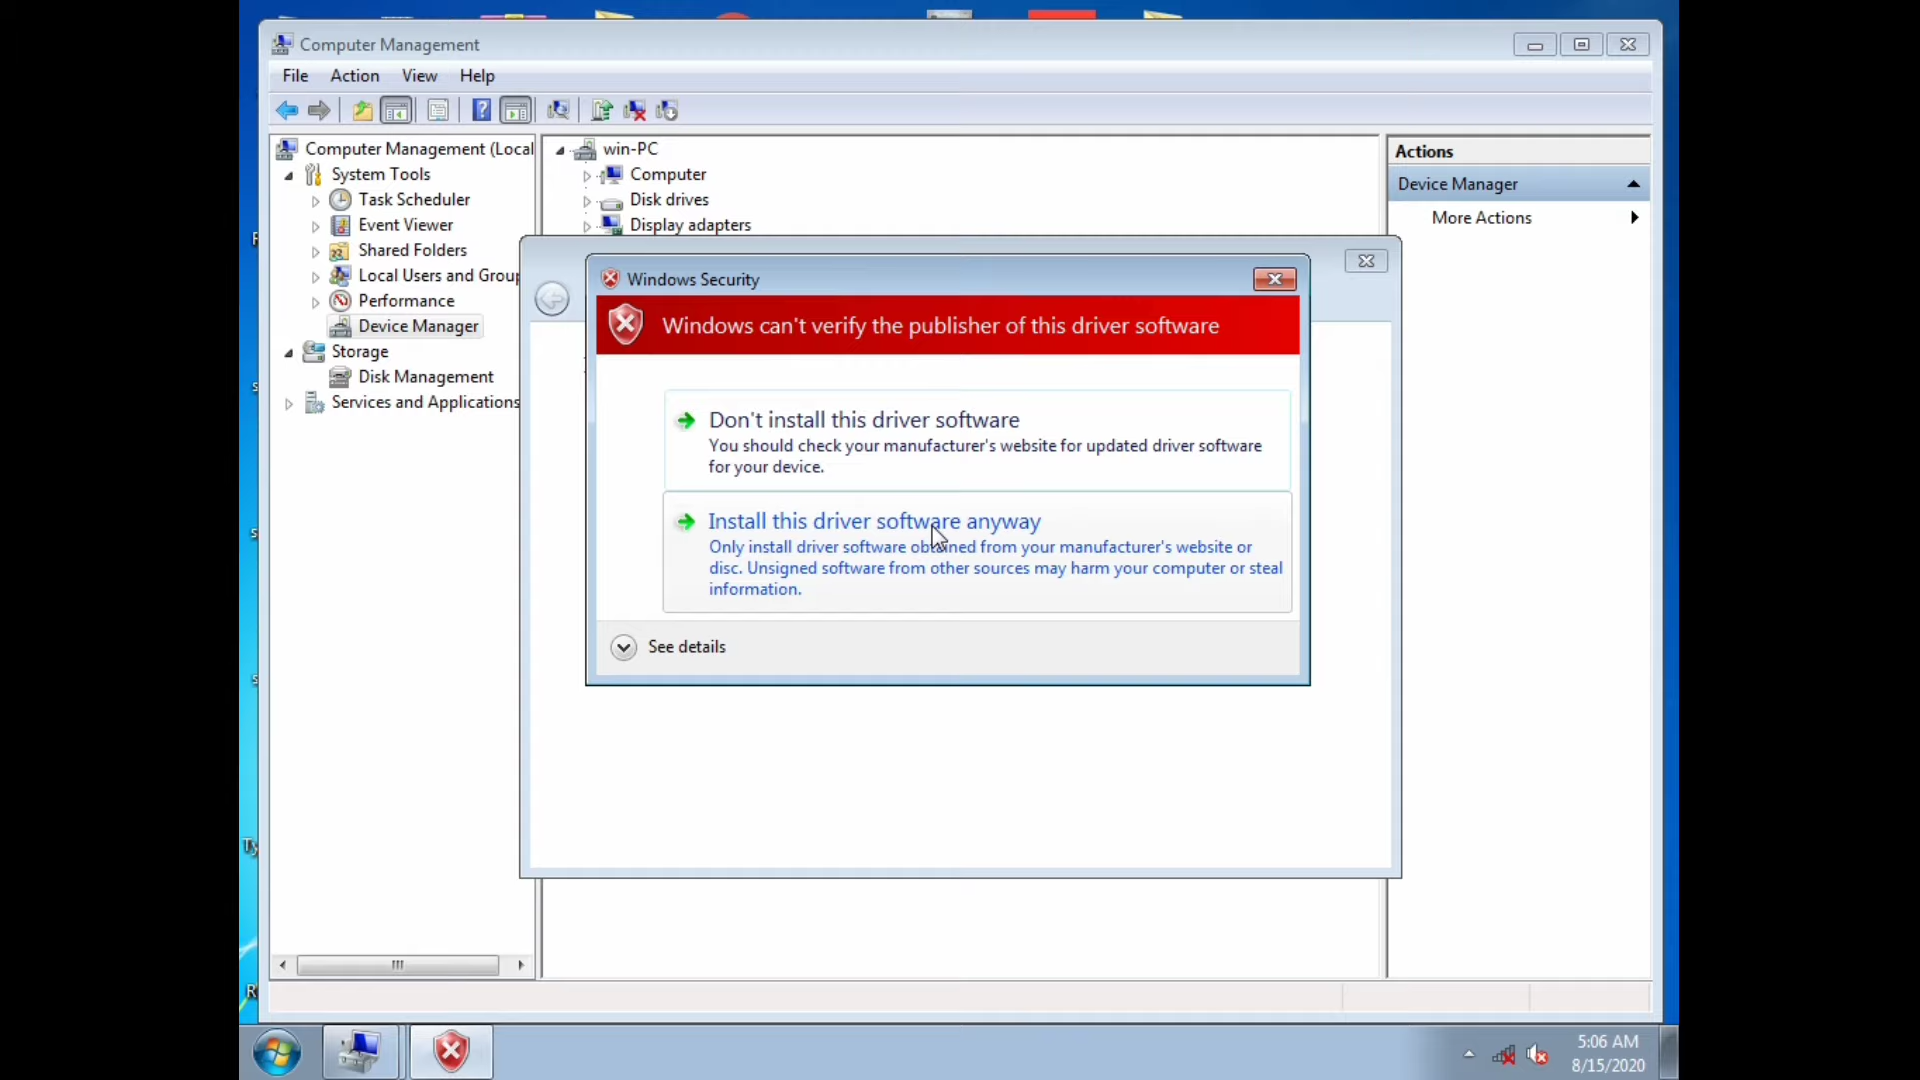 Computer Management
File Action View Help
Computer Management (Local
System Tools
Task Scheduler
Event Viewer
Shared Folders
Local Users and Group
Performance
Device Manager
Storage
Disk Management
Services and Applications
win-PC
Computer
Disk drives
Display adapters
Actions
Device Manager
More Actions
Windows Security
Windows can't verify the publisher of this driver software
Don't install this driver software
You should check your manufacturer's website for updated driver software
for your device.
Install this driver software anyway
Only install driver software obtained from your manufacturer's website or
disc. Unsigned software from other sources may harm your computer or steal
information.
See details
5:06 AM
8/15/2020